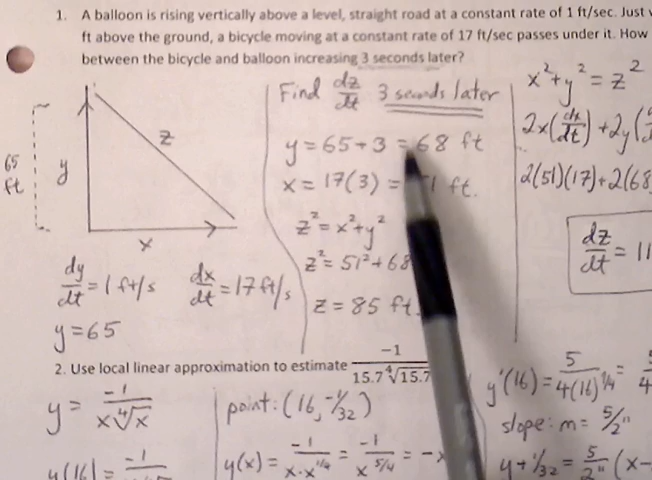 1. A balloon is rising vertically above a level, straight road at a constant rate of 1 ft/sec. Just
ft above the ground, a bicycle moving at a constant rate of 17 ft/sec passes under it. How
between the bicycle and balloon increasing 3 seconds later?
65
ft
y
z
x
dy/dt = 1 ft/s
dx/dt = 17 ft/s
y = 65
Find dz/dt 3 seconds later
y = 65 + 3 = 68 ft
x = 17(3) = 1 ft.
z² = x² + y²
z² = 51² + 68
z = 85 ft.
x² + y² = z²
2x(dx/dt) + 2y(
2(51)(17) + 2(68
dz/dt = 11
2. Use local linear approximation to estimate -1/(15.7 ∜15.7
y = -1/(x∜x)
y(16) = -1/
point: (16, -1/32)
y(x) = -1/(x·x^1/4) = -1/x^5/4 = -x
y'(16) = 5/(4(16)^9/4) =
slope: m = 5/2^11
y + 1/32 = 5/2^11 (x-